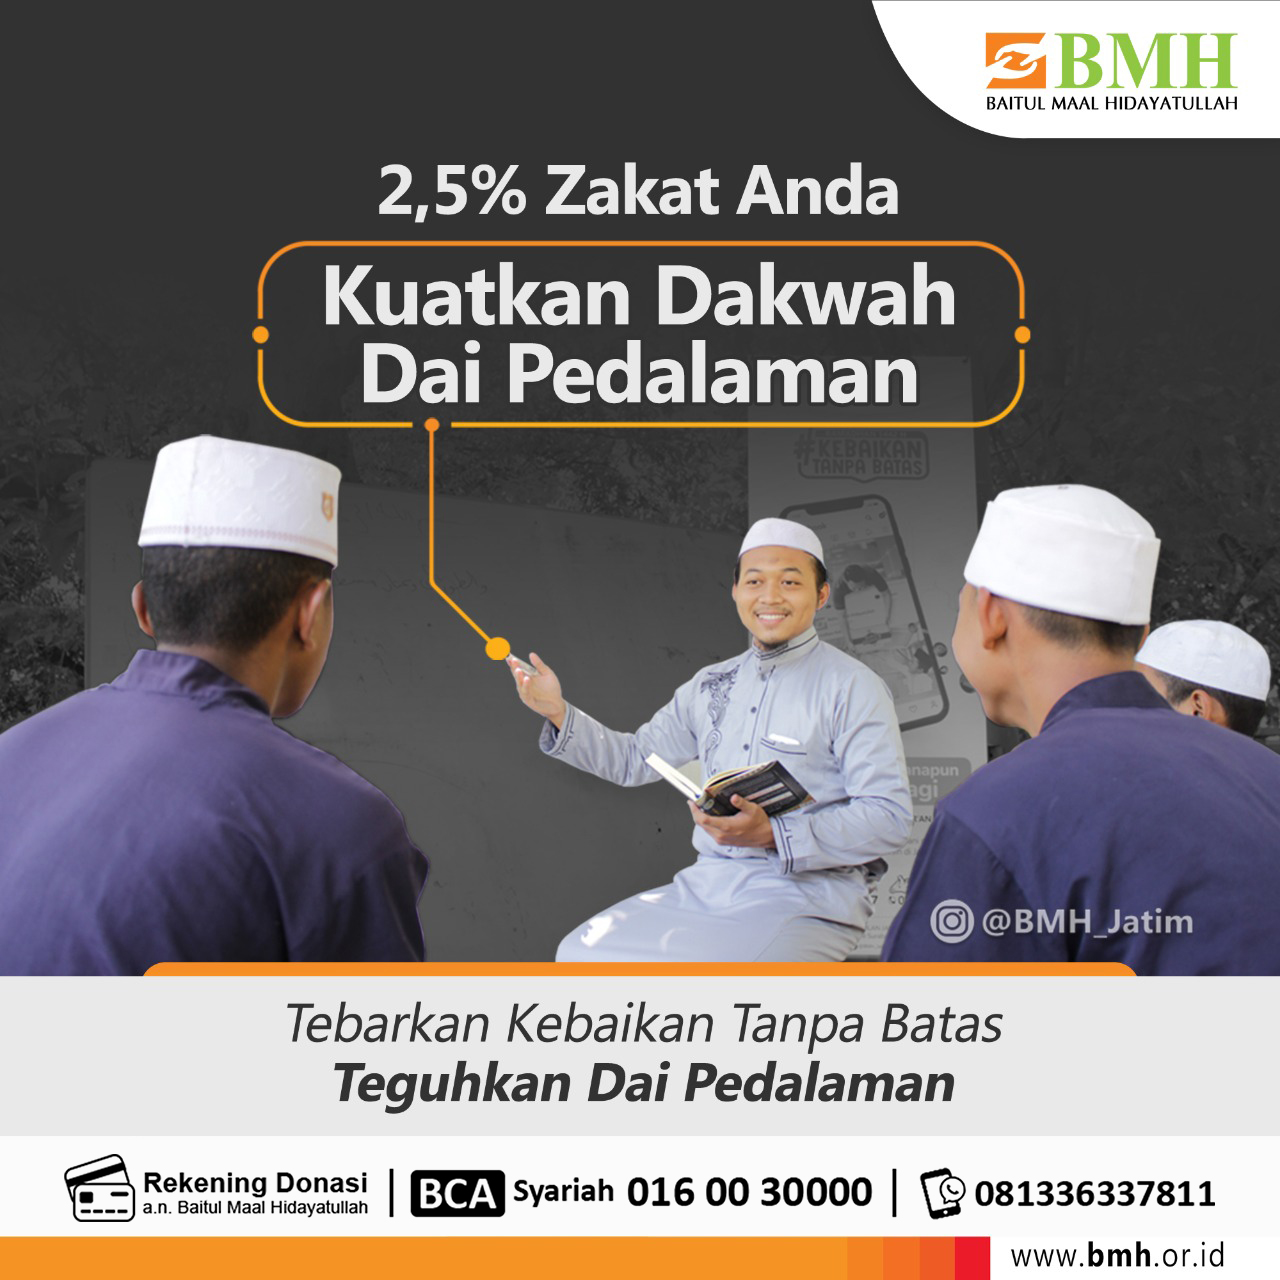 BMH
BAITUL MAAL HIDAYATULLAH
2,5% Zakat Anda
Kuatkan Dakwah
Dai Pedalaman
#KEBAIKAN
TANPA BATAS
@BMH_Jatim
Tebarkan Kebaikan Tanpa Batas
Teguhkan Dai Pedalaman
Rekening Donasi
a.n. Baitul Maal Hidayatullah
BCA Syariah 016 00 30000
081336337811
www.bmh.or.id